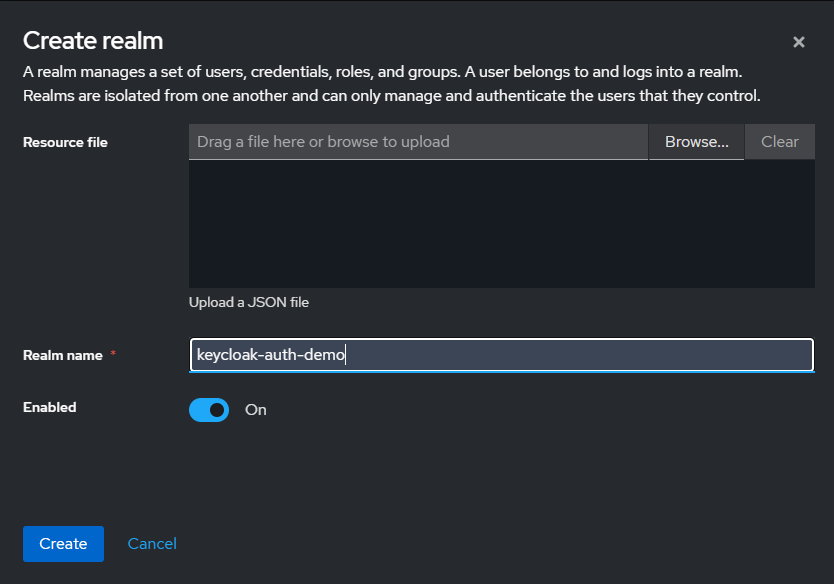 Create realm
A realm manages a set of users, credentials, roles, and groups. A user belongs to and logs into a realm.
Realms are isolated from one another and can only manage and authenticate the users that they control.
Resource file
Drag a file here or browse to upload
Browse...
Clear
Upload a JSON file
Realm name *
keycloak-auth-demo
Enabled
On
Create
Cancel